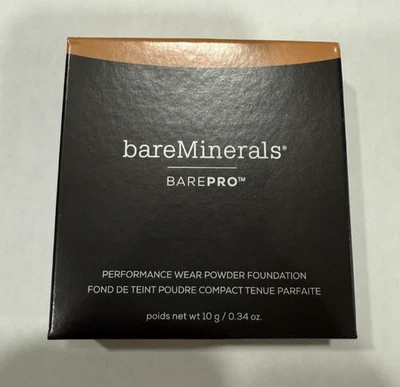 bareMinerals®
BAREPRO™
PERFORMANCE WEAR POWDER FOUNDATION
FOND DE TEINT POUDRE COMPACT TENUE PARFAITE
poids net wt 10 g / 0.34 oz.